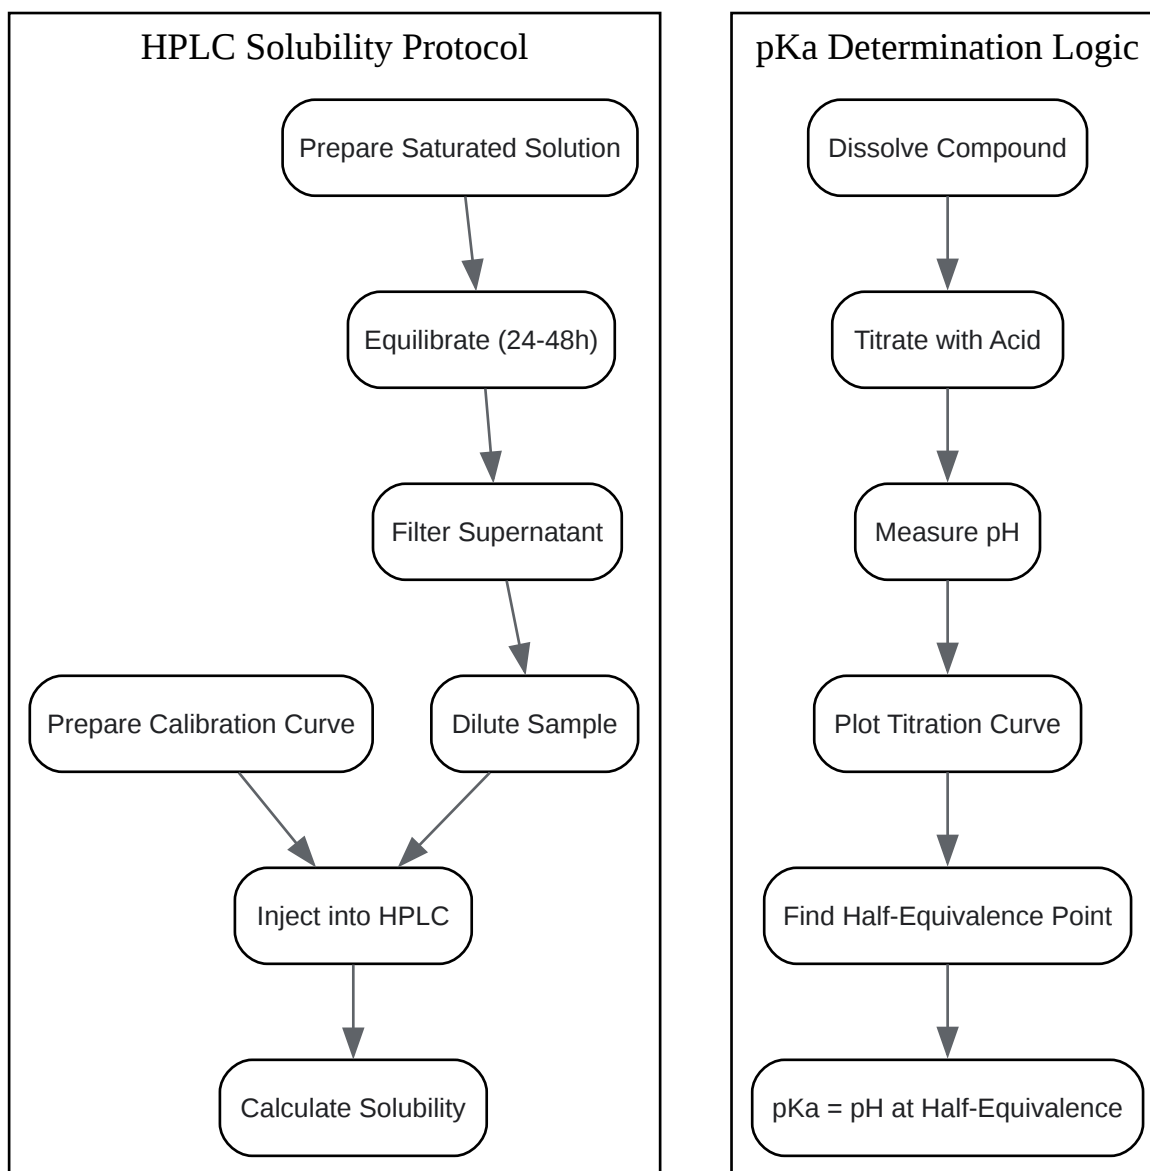 HPLC Solubility Protocol
Prepare Saturated Solution
Equilibrate (24-48h)
Filter Supernatant
Prepare Calibration Curve
Dilute Sample
Inject into HPLC
Calculate Solubility
pKa Determination Logic
Dissolve Compound
Titrate with Acid
Measure pH
Plot Titration Curve
Find Half-Equivalence Point
pKa = pH at Half-Equivalence